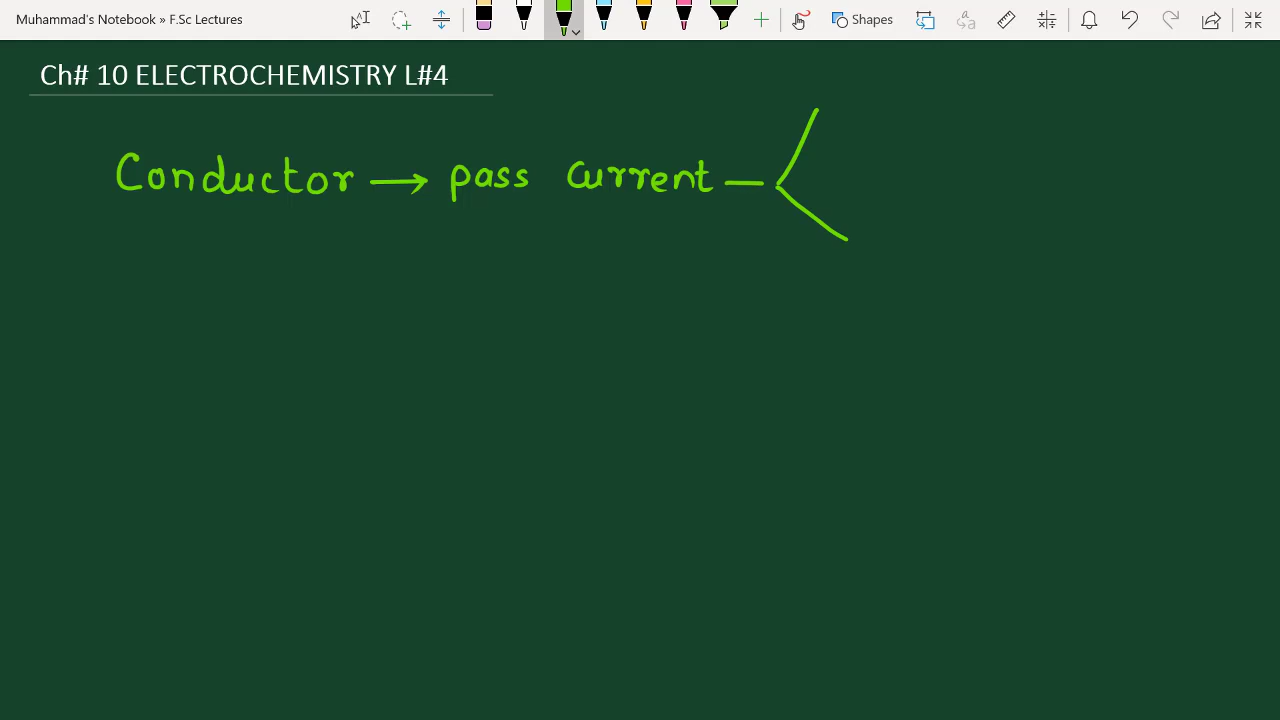 Muhammad's Notebook » F.Sc Lectures
Shapes
Ch# 10 ELECTROCHEMISTRY L#4
Conductor → pass current —